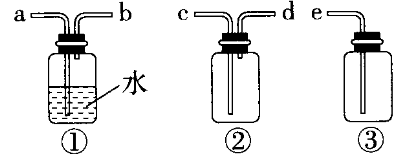 a b c d e
水
① ② ③